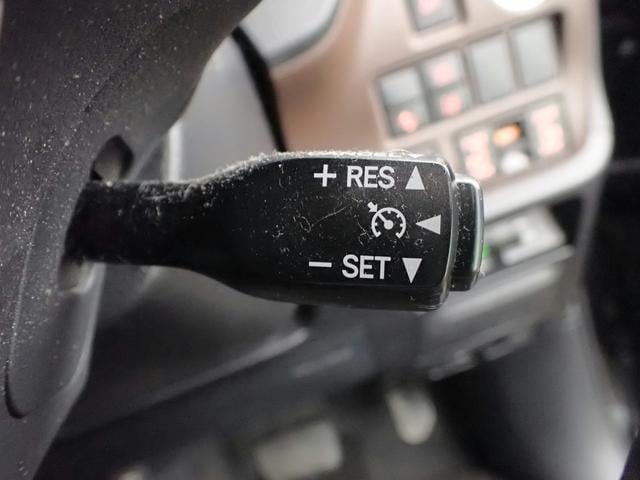 + RES ▲
◀
− SET ▼